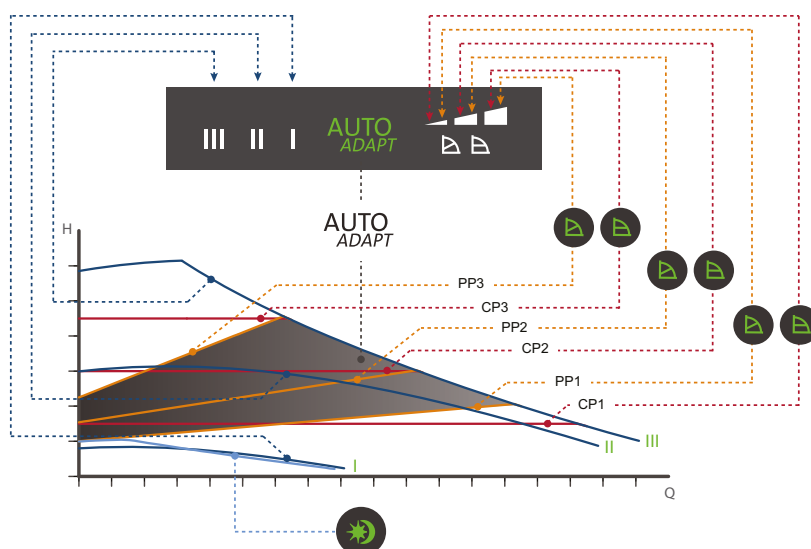 III II I AUTO
ADAPT
AUTO
ADAPT
H
PP3
CP3
PP2
CP2
PP1
CP1
III
II
I
Q